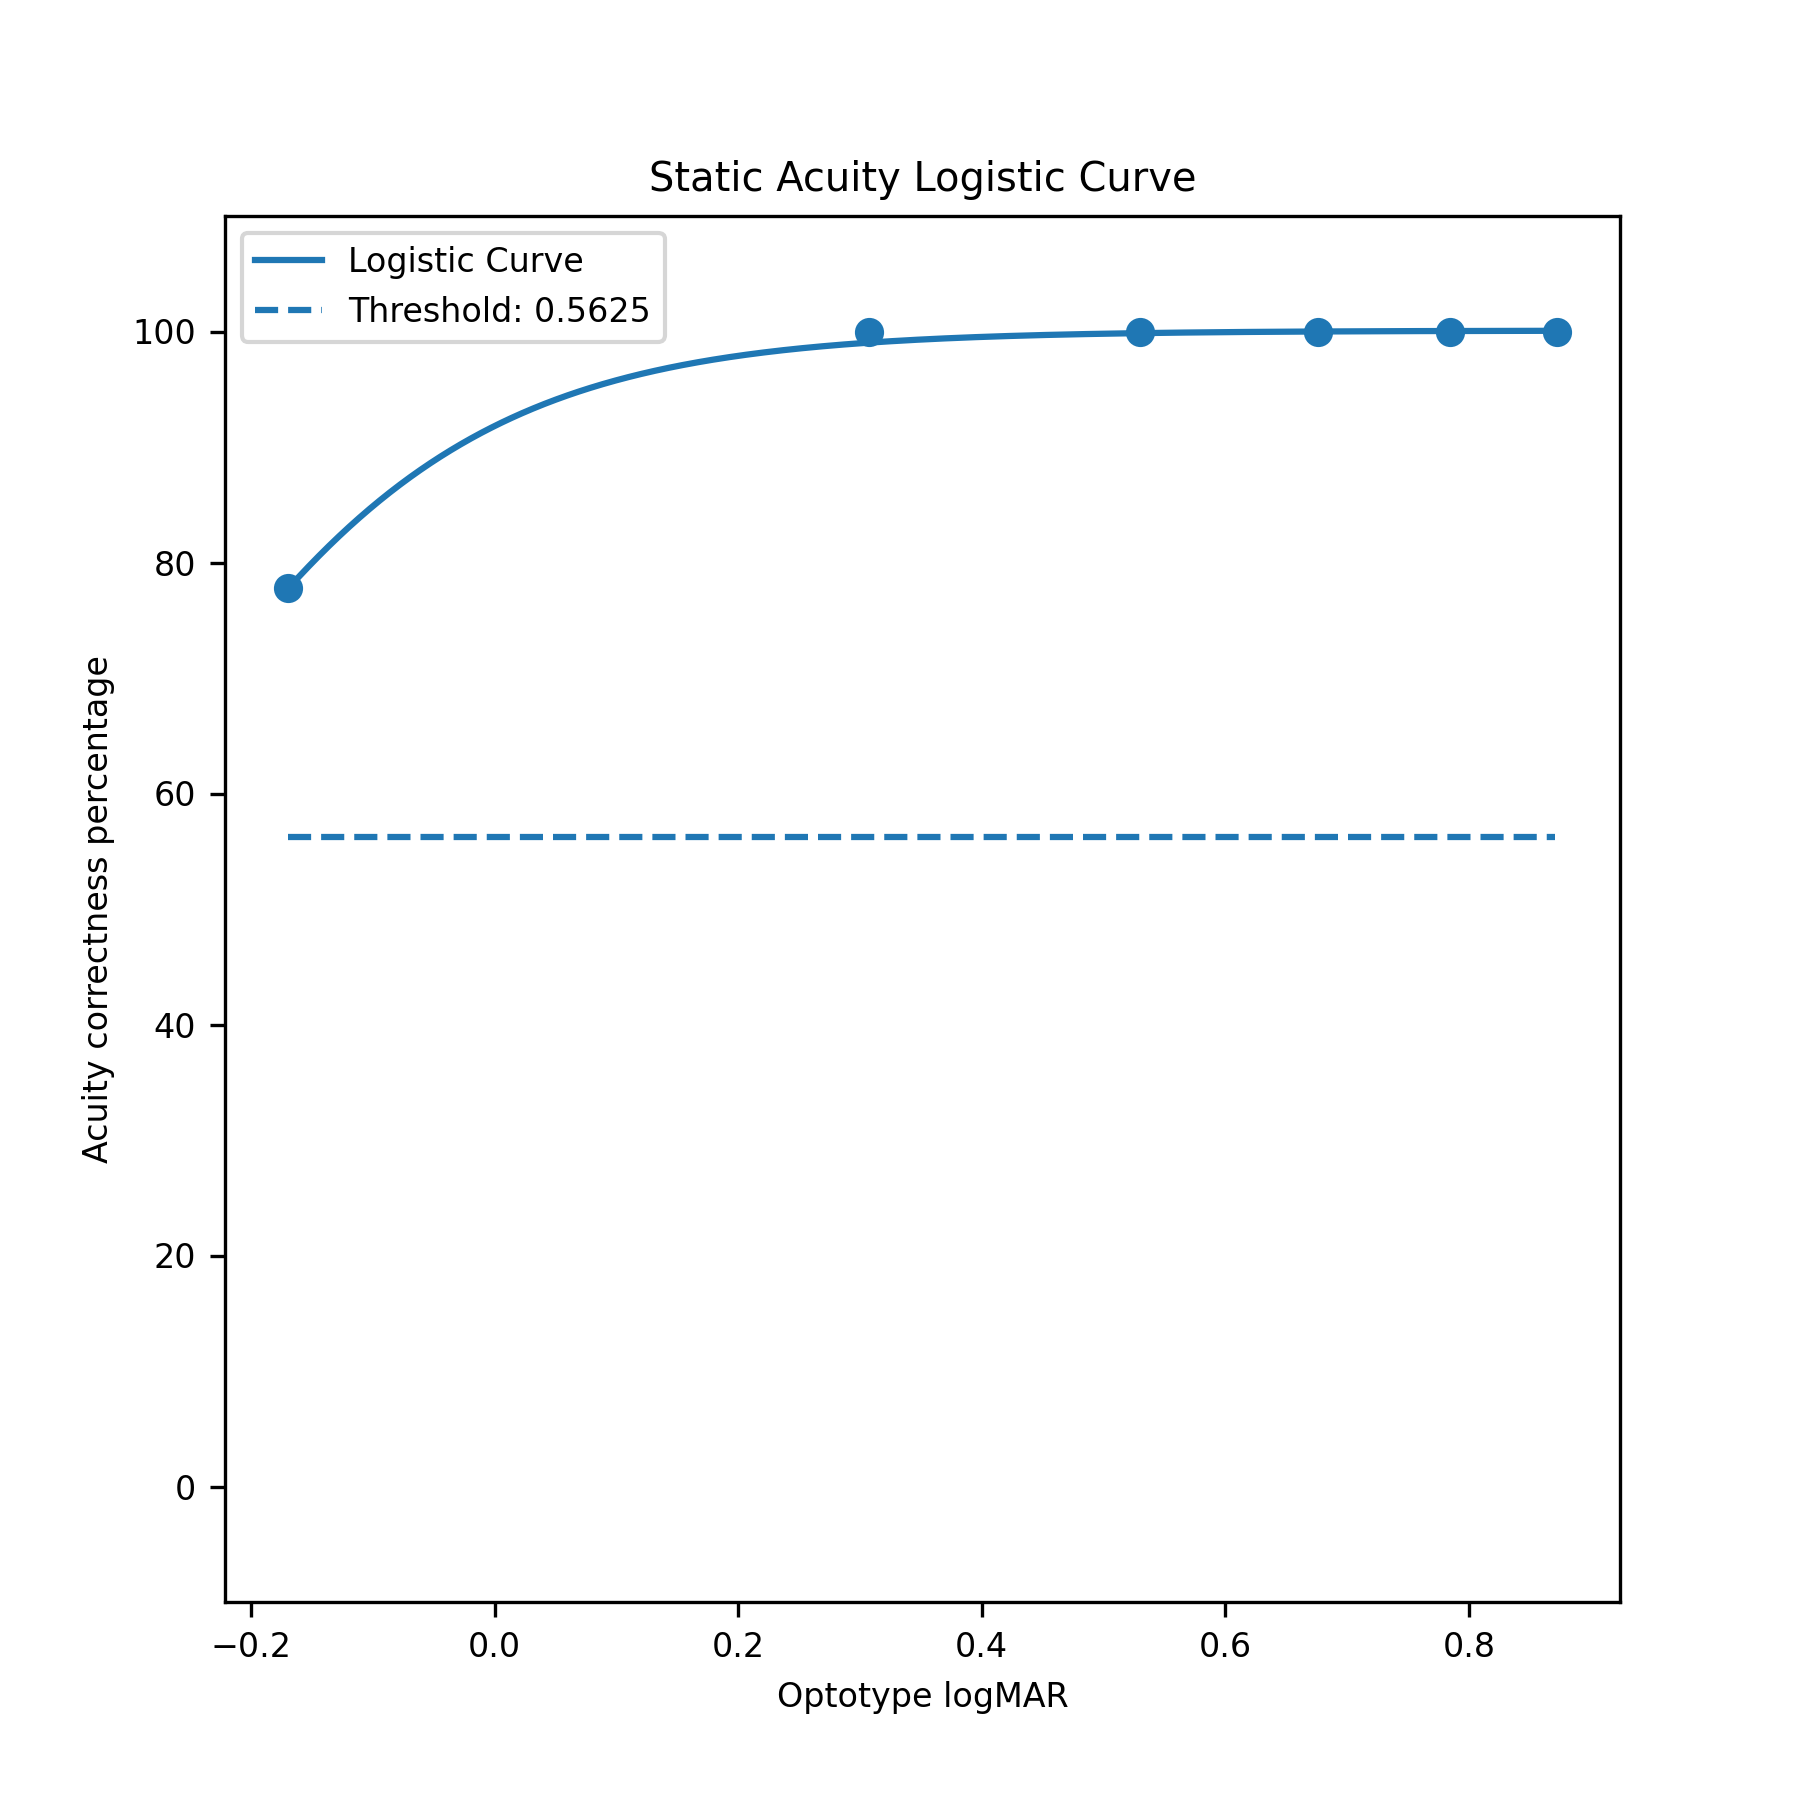 Static Acuity Logistic Curve
Logistic Curve
Threshold: 0.5625
100
80
60
40
20
0
Acuity correctness percentage
−0.2 0.0 0.2 0.4 0.6 0.8
Optotype logMAR